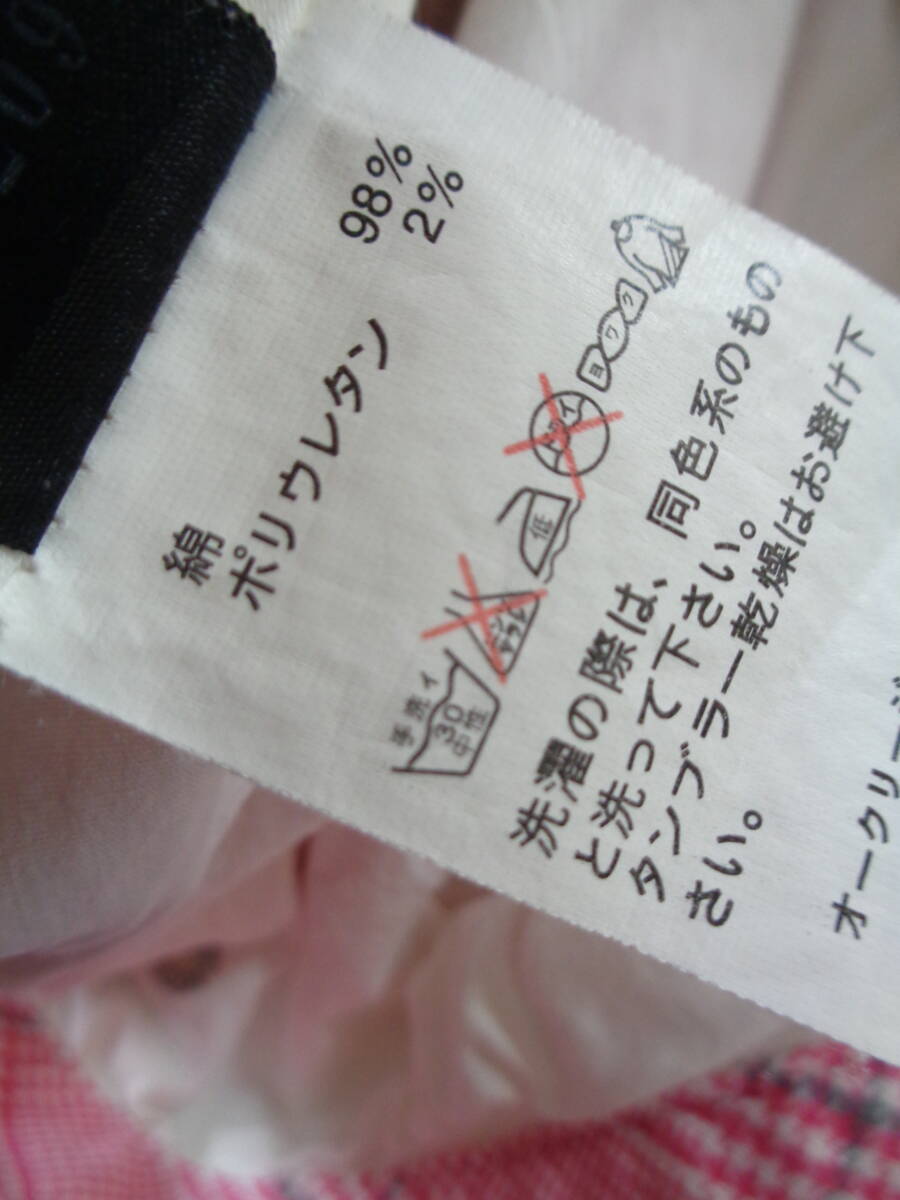 綿 98%
ポリウレタン 2%
手洗イ 30 中性
エンソサラシ
低
ドライ
ヨワク
洗濯の際は、同色系のもの
と洗って下さい。
タンブラー乾燥はお避け下
さい。
オークリー
09